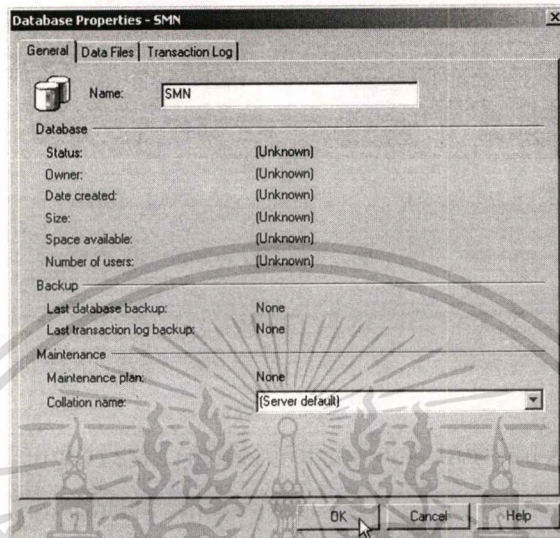 Database Properties - SMN
General Data Files Transaction Log
Name: SMN
Database
Status: (Unknown)
Owner: (Unknown)
Date created: (Unknown)
Size: (Unknown)
Space available: (Unknown)
Number of users: (Unknown)
Backup
Last database backup: None
Last transaction log backup: None
Maintenance
Maintenance plan: None
Collation name: (Server default)
OK Cancel Help